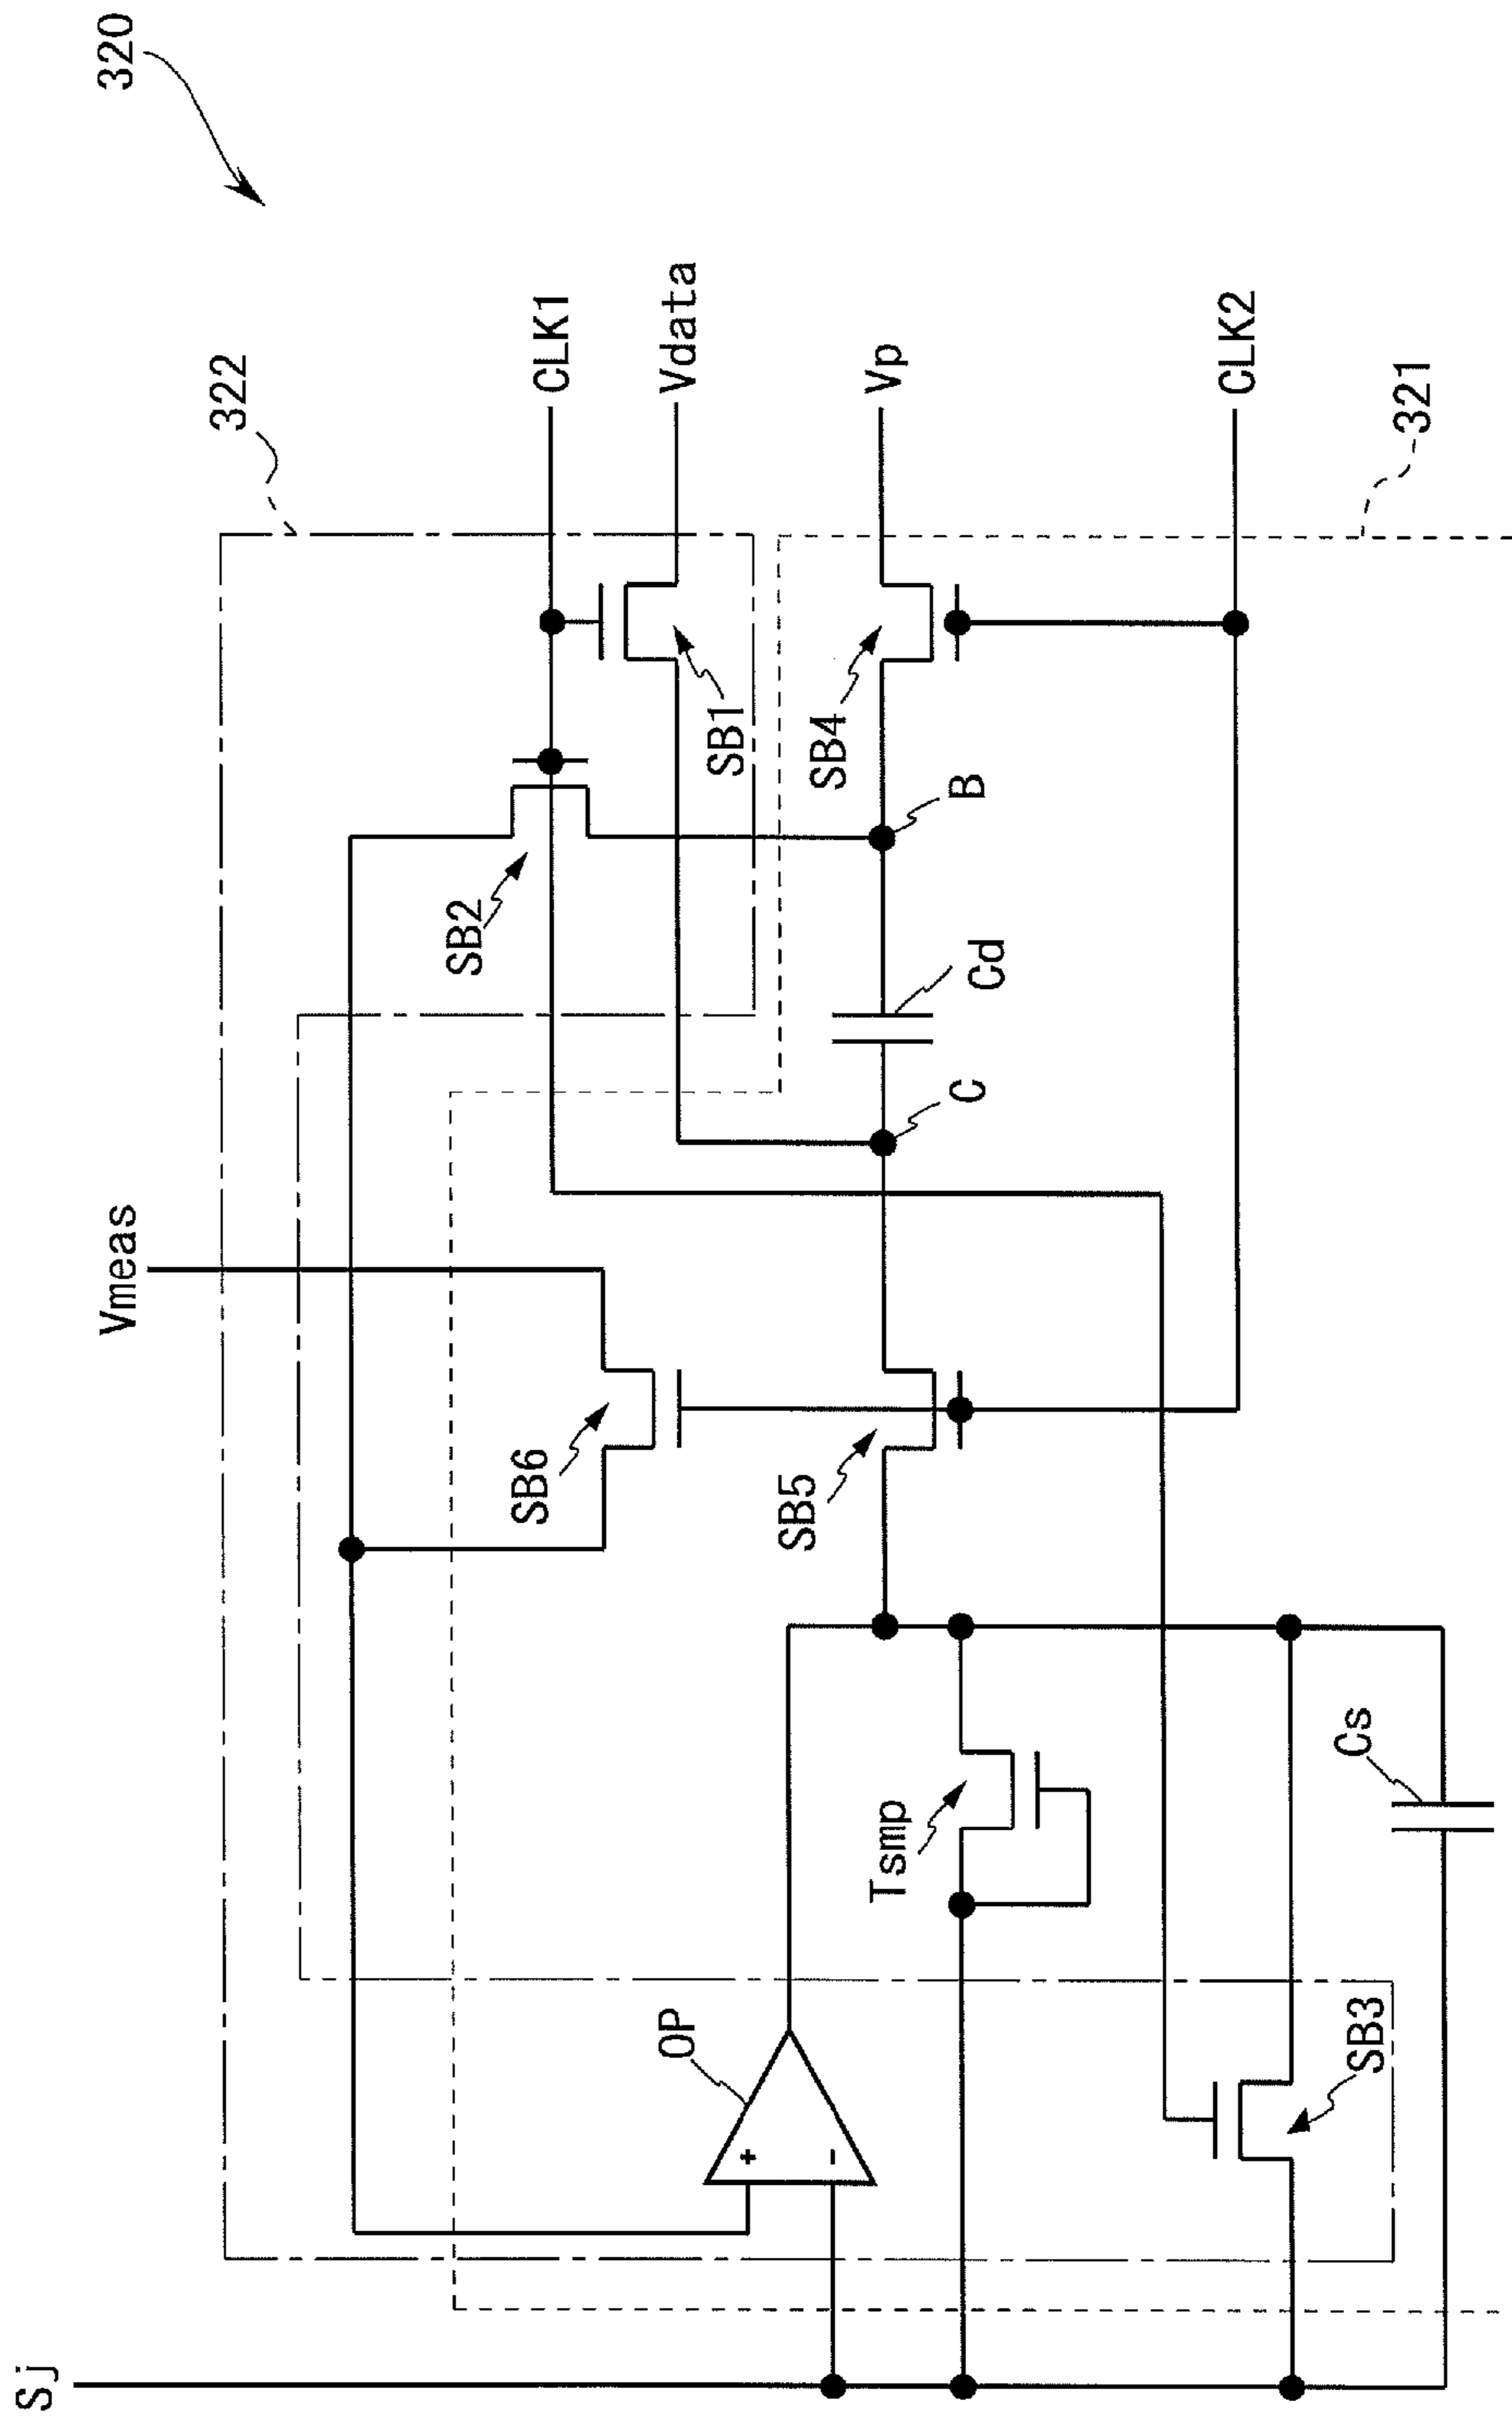 320
322
CLK1
Vdata
Vp
CLK2
321
SB1
SB4
SB2
B
Cd
C
Vmeas
SB6
SB5
Cs
Tsmp
OP
+
-
SB3
Sj